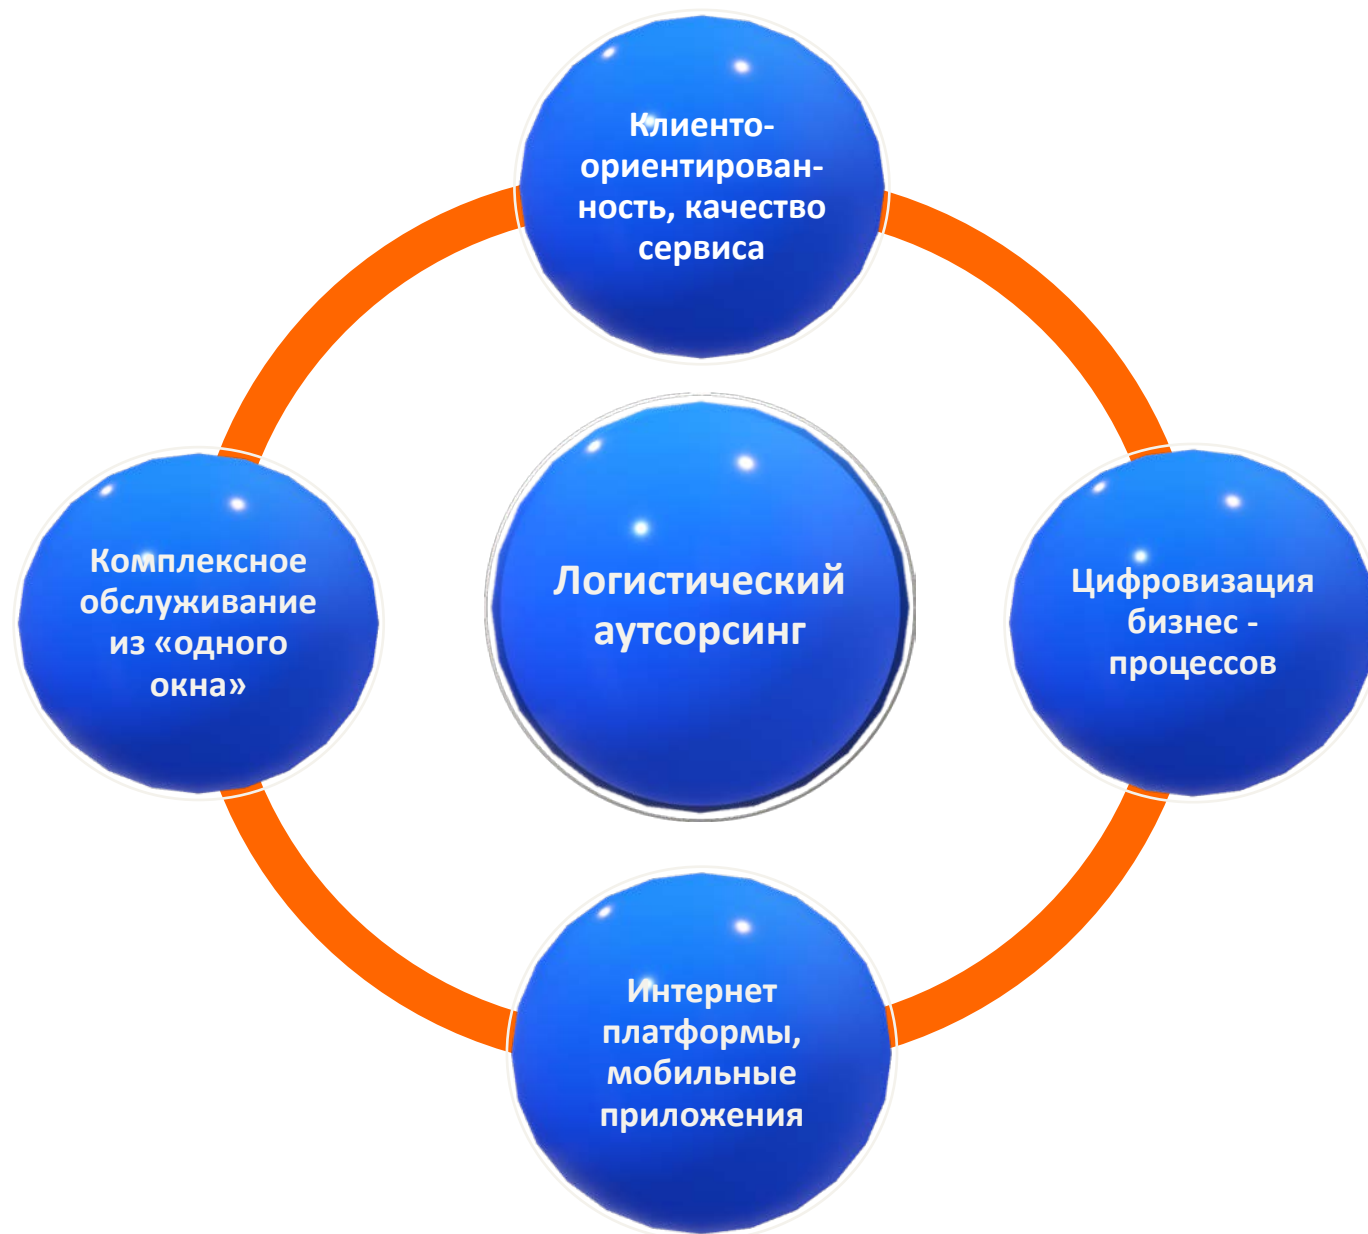 Клиенто-
ориентирован-
ность, качество
сервиса
Комплексное
обслуживание
из «одного
окна»
Логистический
аутсорсинг
Цифровизация
бизнес -
процессов
Интернет
платформы,
мобильные
приложения